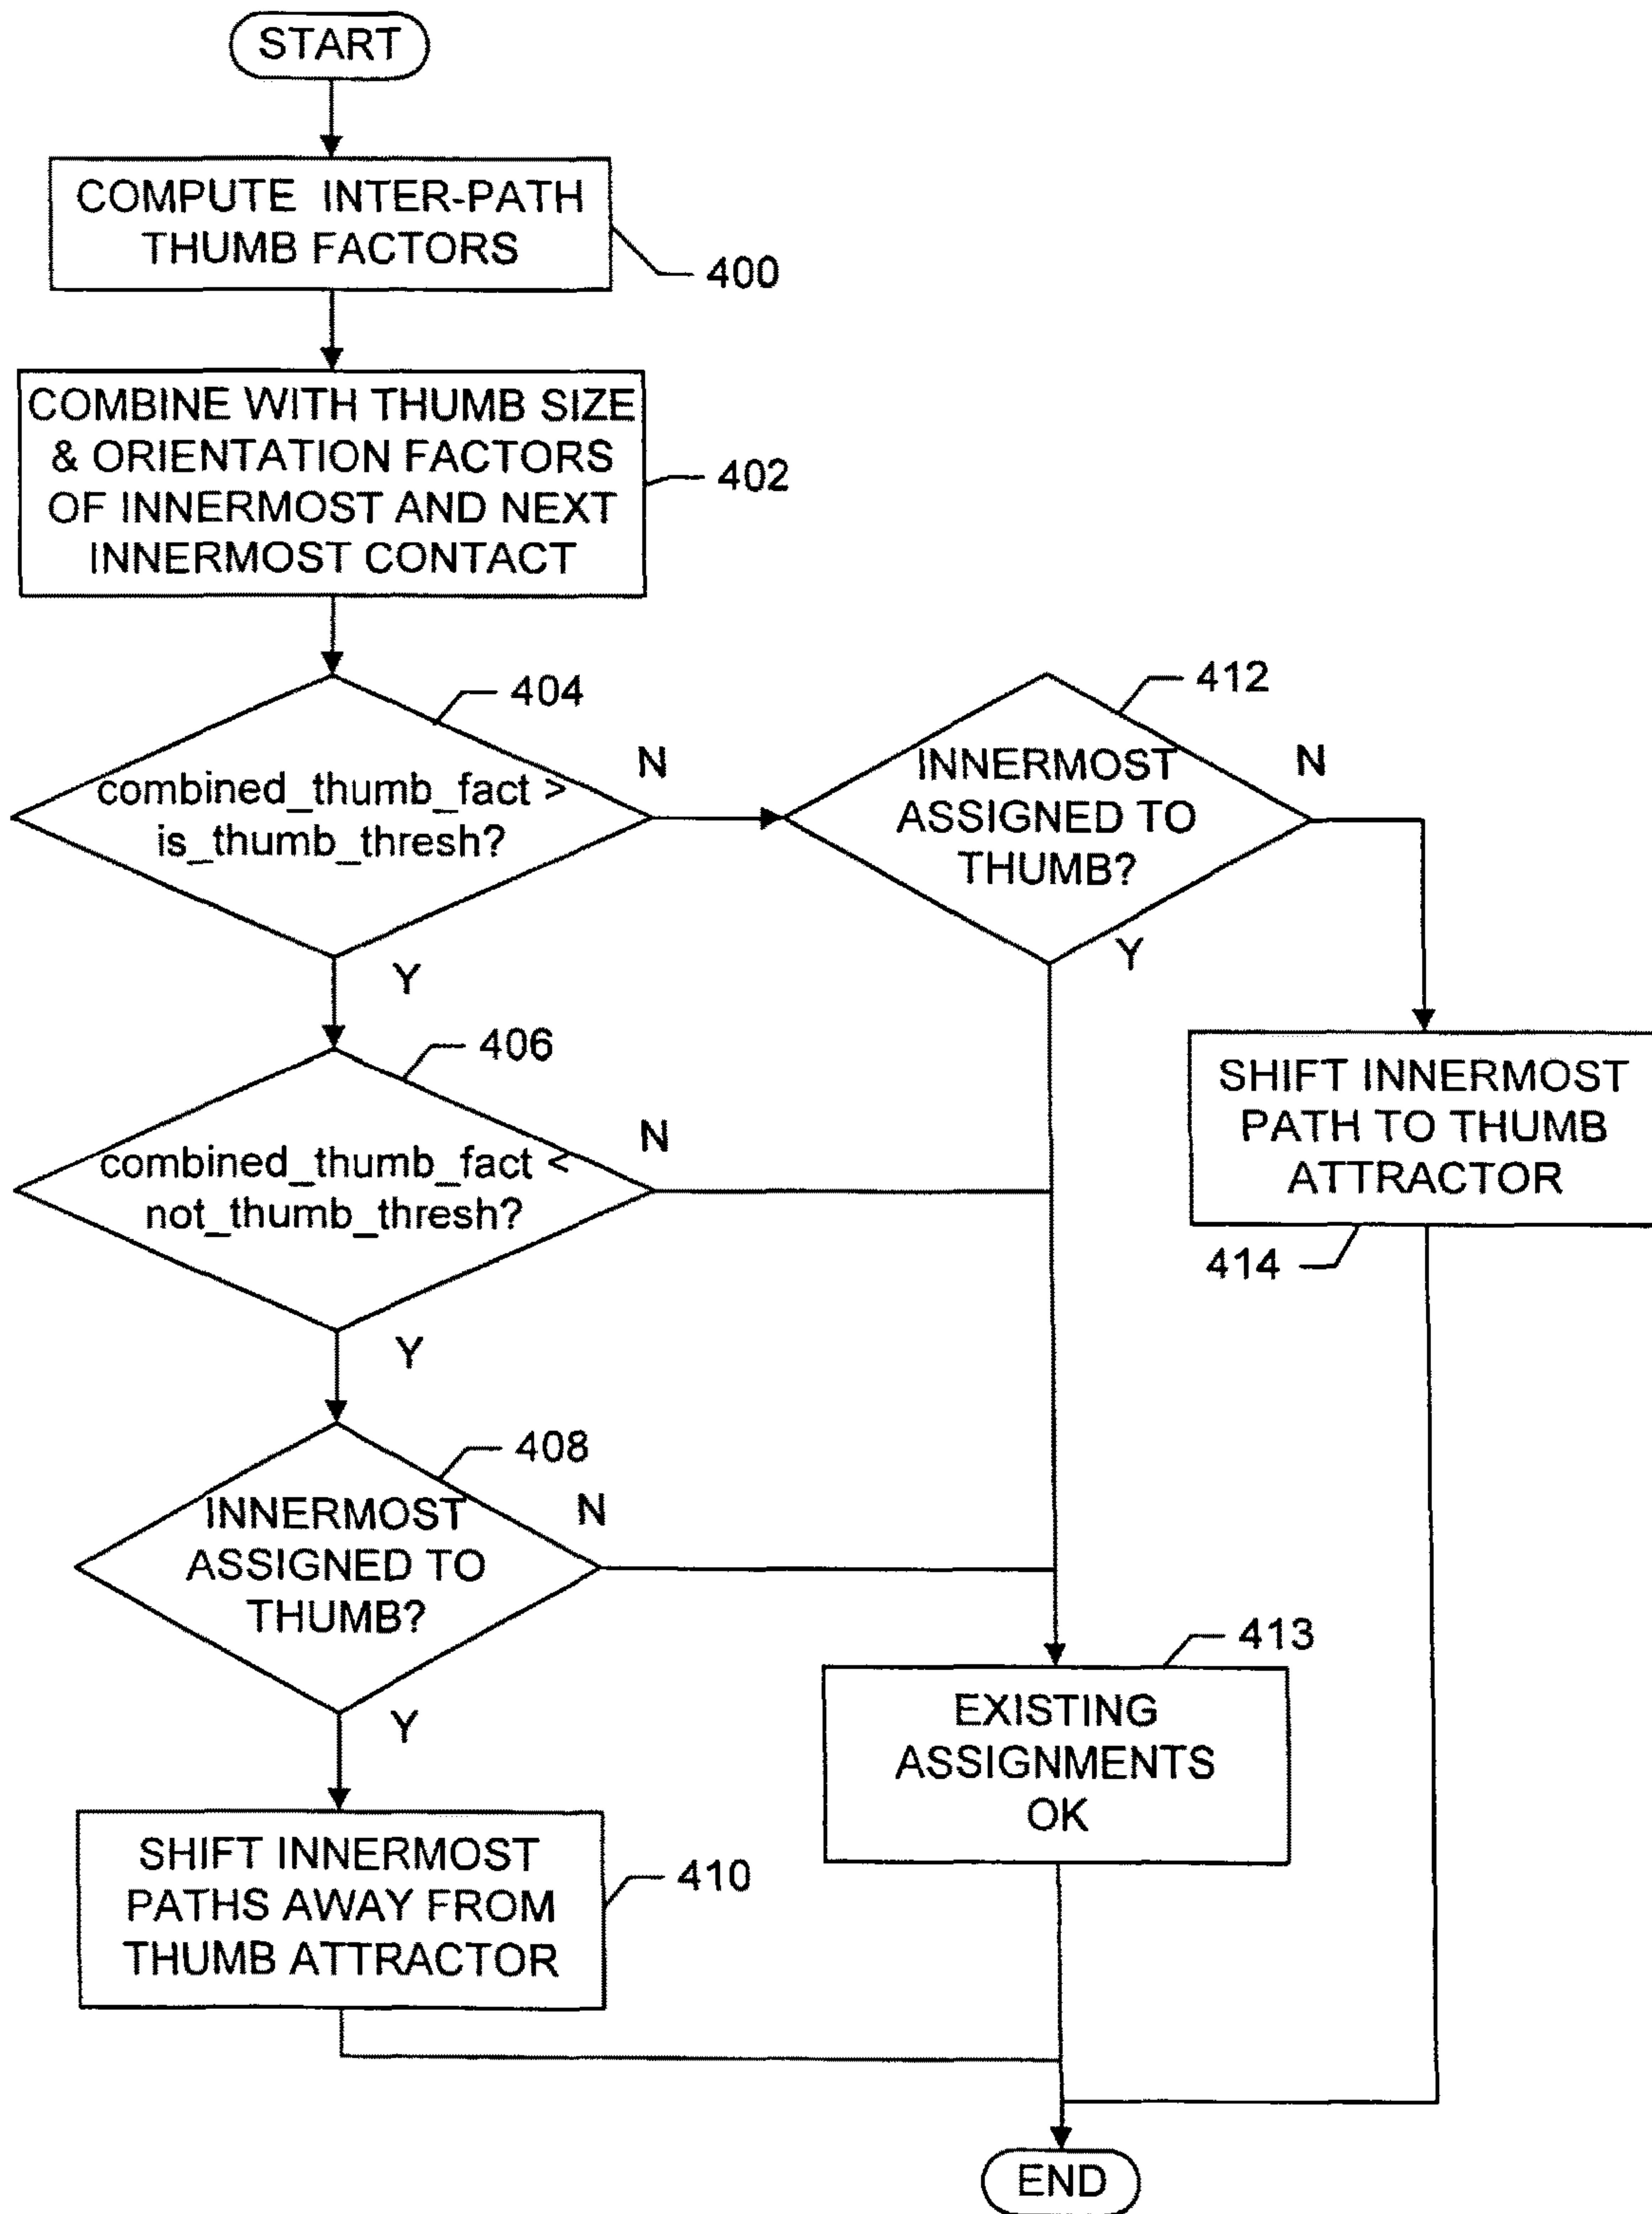 START
COMPUTE INTER-PATH
THUMB FACTORS
400
COMBINE WITH THUMB SIZE
& ORIENTATION FACTORS
OF INNERMOST AND NEXT
INNERMOST CONTACT
402
404
combined_thumb_fact >
is_thumb_thresh?
N
Y
412
INNERMOST
ASSIGNED TO
THUMB?
N
Y
406
combined_thumb_fact <
not_thumb_thresh?
N
Y
SHIFT INNERMOST
PATH TO THUMB
ATTRACTOR
414
408
INNERMOST
ASSIGNED TO
THUMB?
N
Y
413
EXISTING
ASSIGNMENTS
OK
SHIFT INNERMOST
PATHS AWAY FROM
THUMB ATTRACTOR
410
END